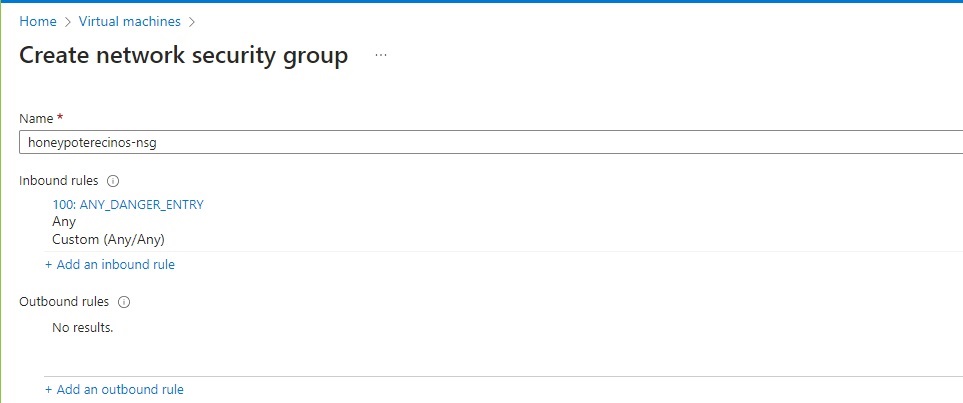 Home > Virtual machines >
Create network security group ...
Name *
honeypoterecinos-nsg
Inbound rules
100: ANY_DANGER_ENTRY
Any
Custom (Any/Any)
+ Add an inbound rule
Outbound rules
No results.
+ Add an outbound rule